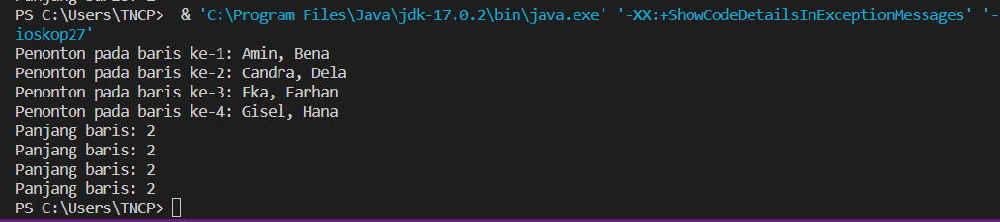 PS C:\Users\TNCP>  & 'C:\Program Files\Java\jdk-17.0.2\bin\java.exe' '-XX:+ShowCodeDetailsInExceptionMessages' '-
ioskop27'
Penonton pada baris ke-1: Amin, Bena
Penonton pada baris ke-2: Candra, Dela
Penonton pada baris ke-3: Eka, Farhan
Penonton pada baris ke-4: Gisel, Hana
Panjang baris: 2
Panjang baris: 2
Panjang baris: 2
Panjang baris: 2
PS C:\Users\TNCP>